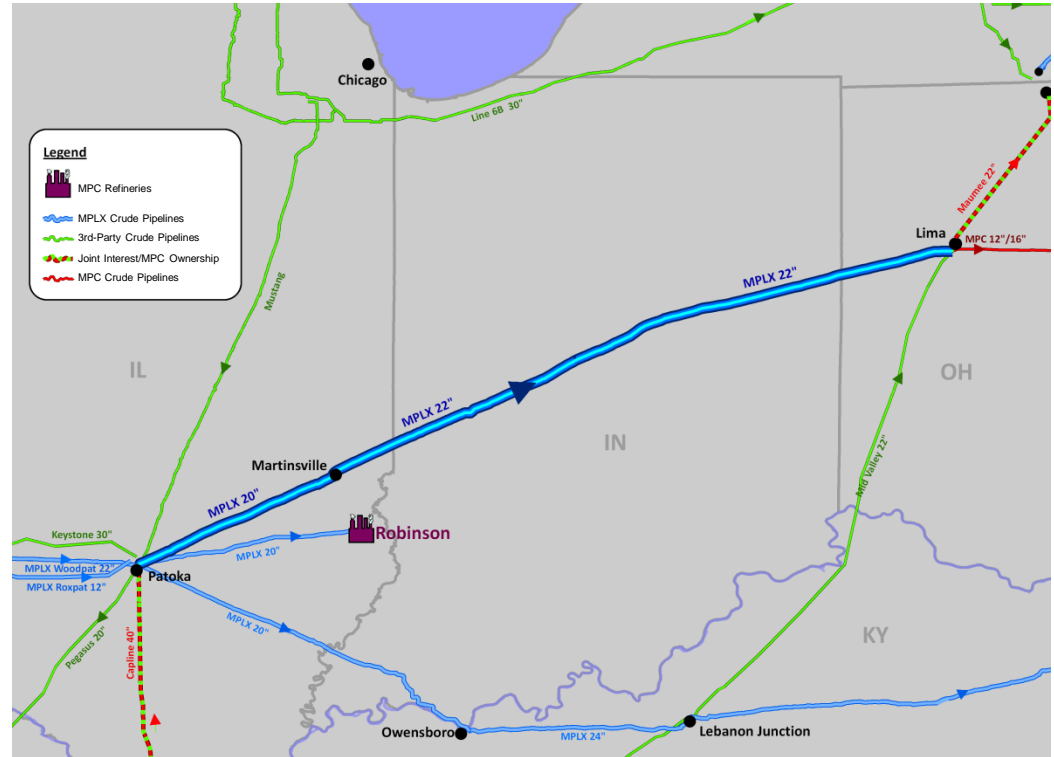 Chicago
Line 6B 30"
Legend
MPC Refineries
MPLX Crude Pipelines
3rd-Party Crude Pipelines
Joint Interest/MPC Ownership
MPC Crude Pipelines
Maumee 22"
Lima
MPC 12"/16"
Mustang
MPLX 22"
IL
OH
MPLX 22"
IN
Martinsville
Mid Valley 22"
MPLX 20"
Keystone 30"
Robinson
MPLX 20"
MPLX Woodpat 22"
Patoka
MPLX Roxpat 12"
Pegasus 20"
Capline 40"
MPLX 20"
KY
Owensboro
MPLX 24"
Lebanon Junction